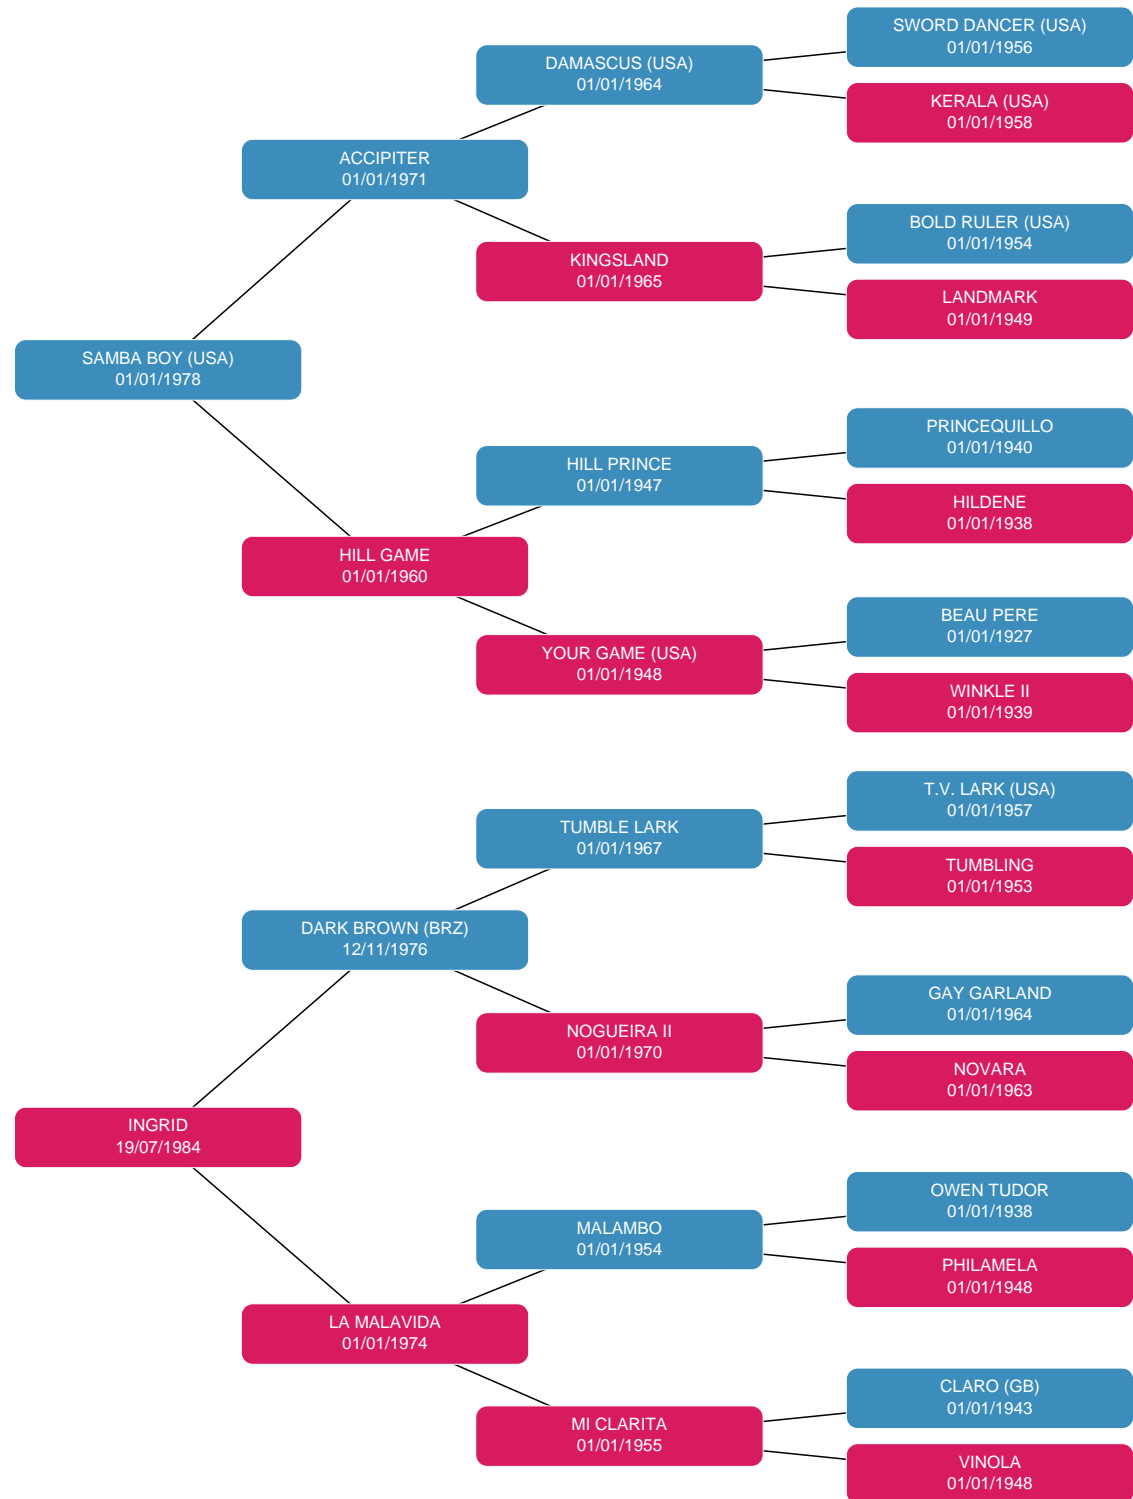 SWORD DANCER (USA)
01/01/1956
DAMASCUS (USA)
01/01/1964
KERALA (USA)
01/01/1958
ACCIPITER
01/01/1971
BOLD RULER (USA)
01/01/1954
KINGSLAND
01/01/1965
LANDMARK
01/01/1949
SAMBA BOY (USA)
01/01/1978
PRINCEQUILLO
01/01/1940
HILL PRINCE
01/01/1947
HILDENE
01/01/1938
HILL GAME
01/01/1960
BEAU PERE
01/01/1927
YOUR GAME (USA)
01/01/1948
WINKLE II
01/01/1939
T.V. LARK (USA)
01/01/1957
TUMBLE LARK
01/01/1967
TUMBLING
01/01/1953
DARK BROWN (BRZ)
12/11/1976
GAY GARLAND
01/01/1964
NOGUEIRA II
01/01/1970
NOVARA
01/01/1963
INGRID
19/07/1984
OWEN TUDOR
01/01/1938
MALAMBO
01/01/1954
PHILAMELA
01/01/1948
LA MALAVIDA
01/01/1974
CLARO (GB)
01/01/1943
MI CLARITA
01/01/1955
VINOLA
01/01/1948